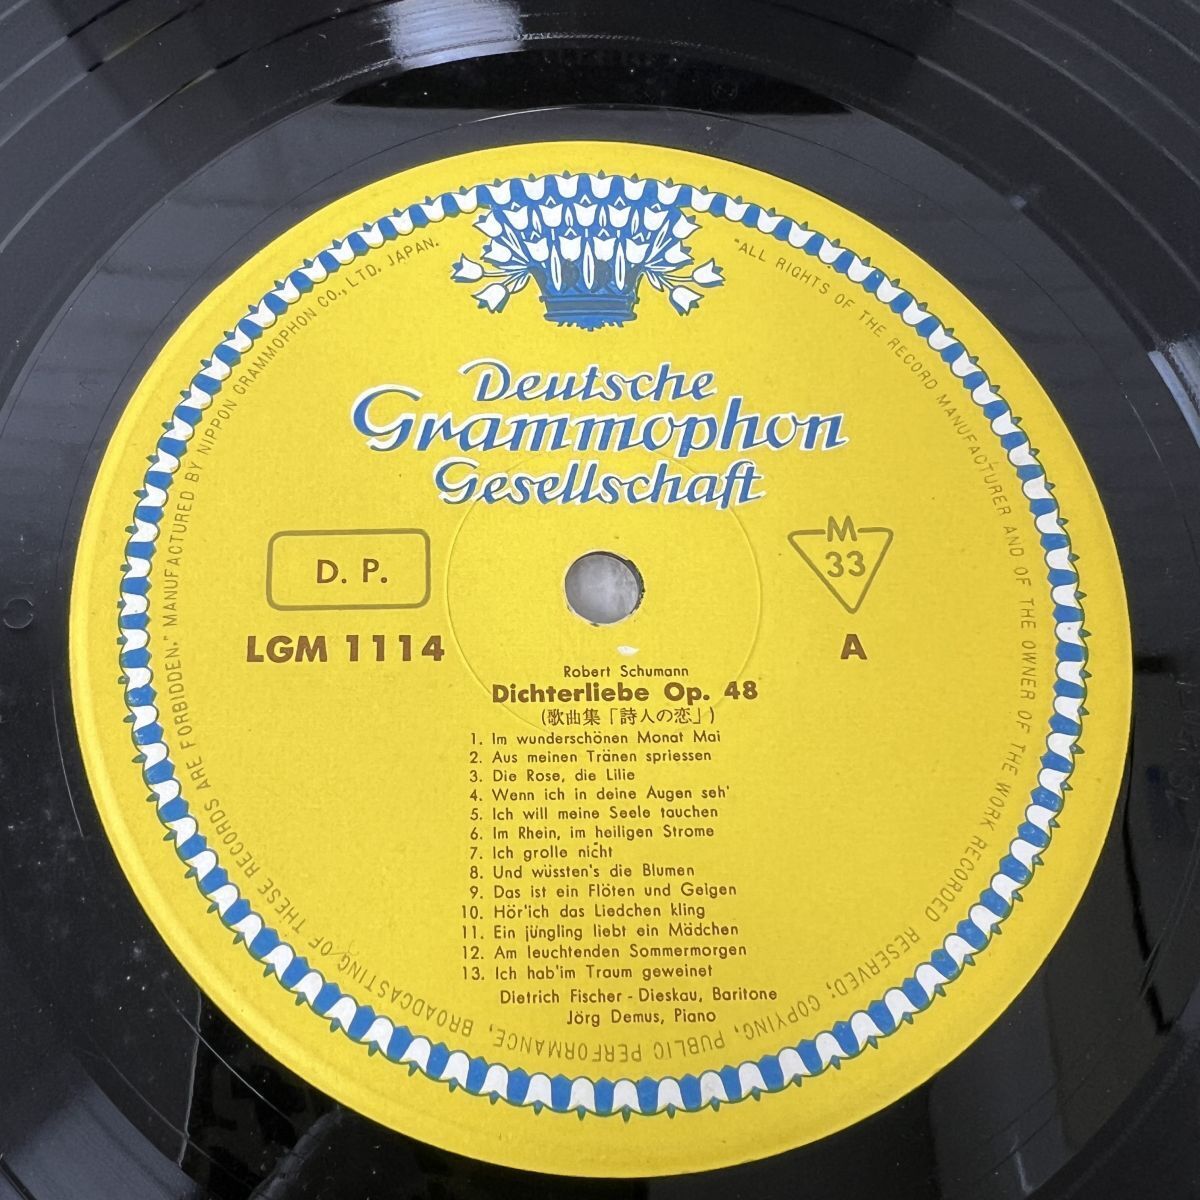 Deutsche
Grammophon
Gesellschaft
D. P.
M
33
LGM 1114
A
Robert Schumann
Dichterliebe Op. 48
(歌曲集「詩人の恋」)
1. Im wunderschönen Monat Mai
2. Aus meinen Tränen spriessen
3. Die Rose, die Lilie
4. Wenn ich in deine Augen seh'
5. Ich will meine Seele tauchen
6. Im Rhein, im heiligen Strome
7. Ich grolle nicht
8. Und wüssten's die Blumen
9. Das ist ein Flöten und Geigen
10. Hör'ich das Liedchen kling
11. Ein jüngling liebt ein Mädchen
12. Am leuchtenden Sommermorgen
13. Ich hab'im Traum geweinet
Dietrich Fischer - Dieskau, Baritone
Jörg Demus, Piano
"ALL RIGHTS OF THE RECORD MANUFACTURER AND OF THE OWNER OF THE WORK RECORDED RESERVED; COPYING, PUBLIC PERFORMANCE, BROADCASTING OF THESE RECORDS ARE FORBIDDEN." MANUFACTURED BY NIPPON GRAMMOPHON CO., LTD. JAPAN.